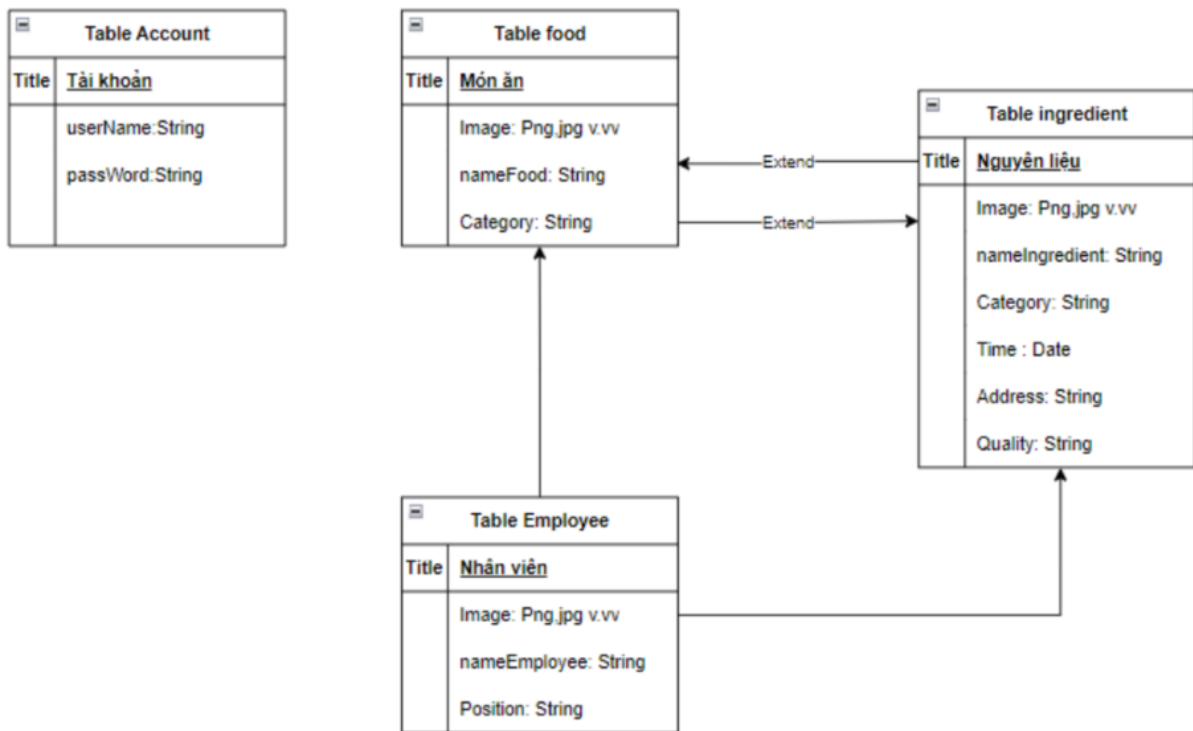 Table Account
Title Tài khoản
userName:String
passWord:String
Table food
Title Món ăn
Image: Png,jpg v.vv
nameFood: String
Category: String
Extend
Extend
Table ingredient
Title Nguyên liệu
Image: Png,jpg v.vv
nameIngredient: String
Category: String
Time : Date
Address: String
Quality: String
Table Employee
Title Nhân viên
Image: Png,jpg v.vv
nameEmployee: String
Position: String